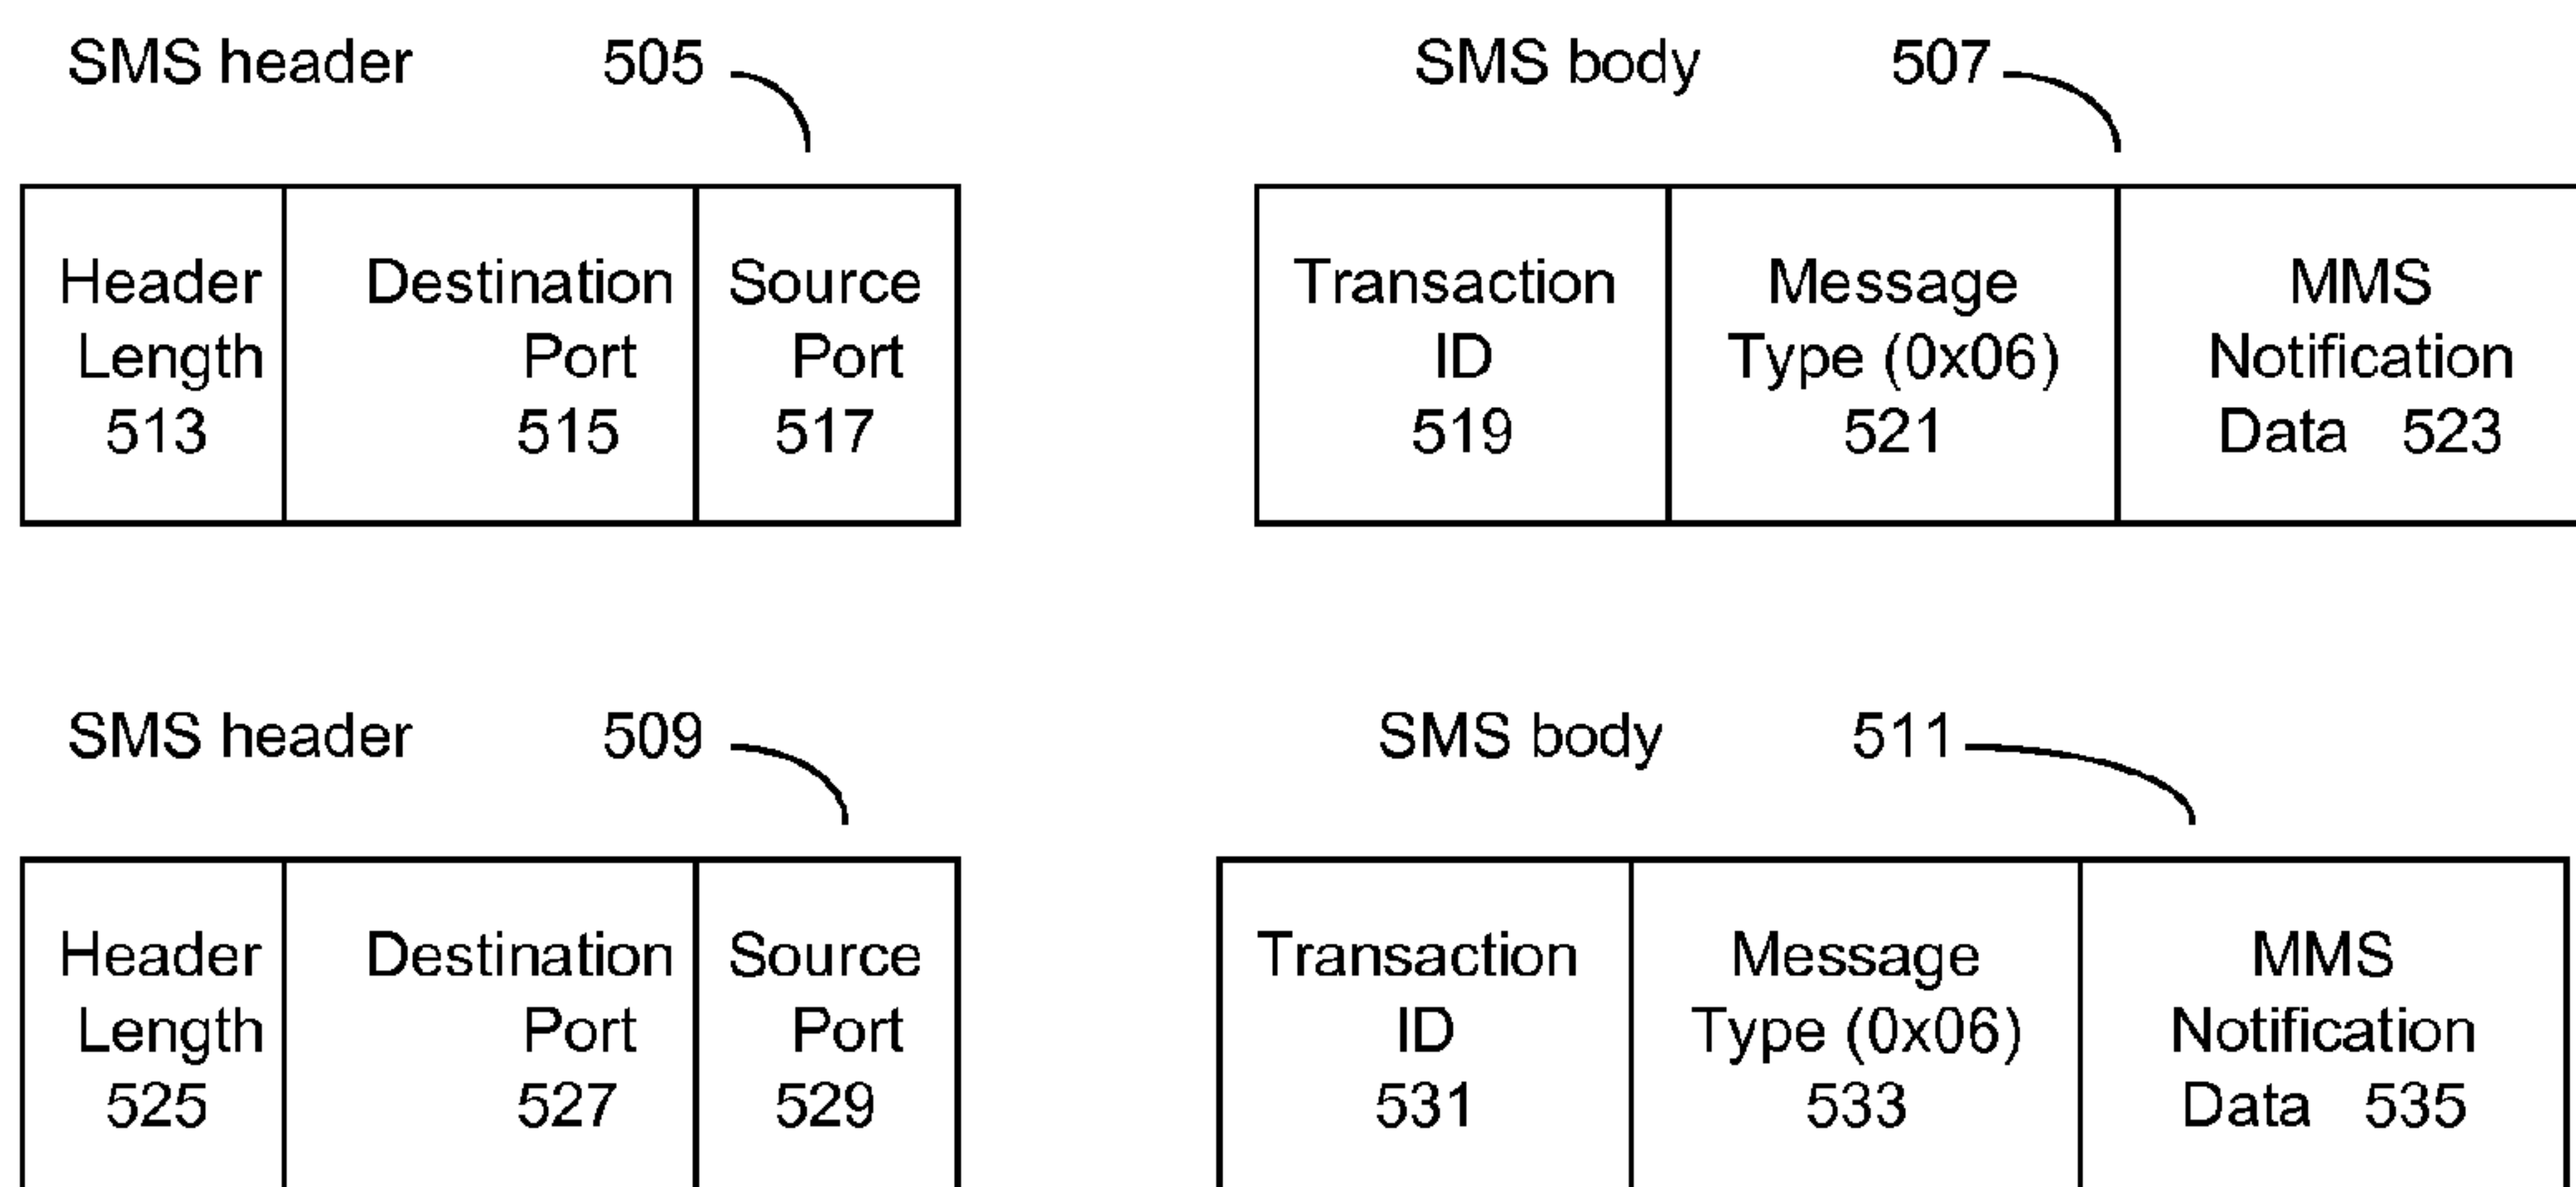 SMS header 505
SMS body 507
Header
Length
513
Destination
Port
515
Source
Port
517
Transaction
ID
519
Message
Type (0x06)
521
MMS
Notification
Data 523
SMS header 509
SMS body 511
Header
Length
525
Destination
Port
527
Source
Port
529
Transaction
ID
531
Message
Type (0x06)
533
MMS
Notification
Data 535